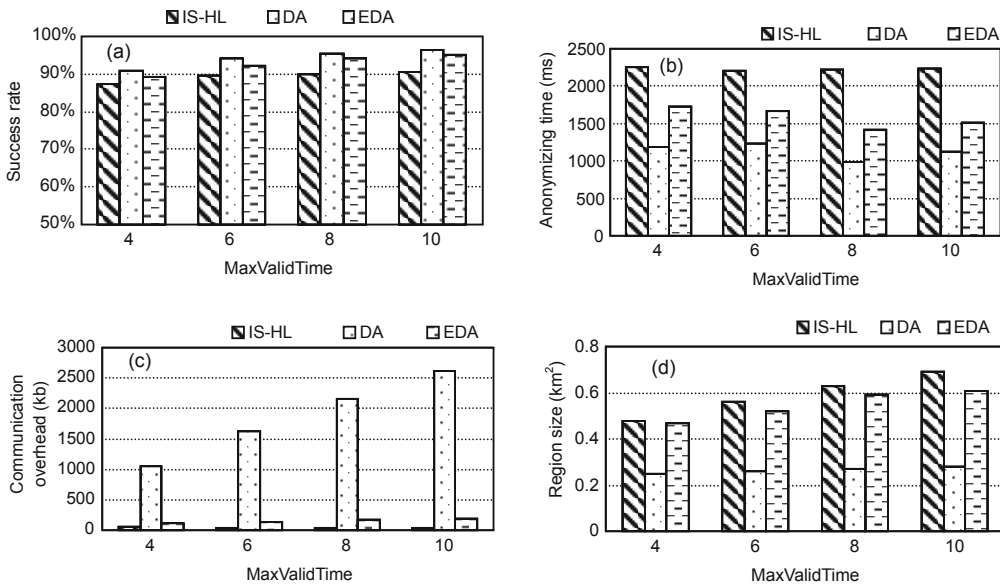 IS-HL DA EDA
(a)
100%
90%
80%
70%
60%
50%
Success rate
4 6 8 10
MaxValidTime
IS-HL DA EDA
(b)
2500
2000
1500
1000
500
0
Anonymizing time (ms)
4 6 8 10
MaxValidTime
IS-HL DA EDA
(c)
3000
2500
2000
1500
1000
500
0
Communication
overhead (kb)
4 6 8 10
MaxValidTime
IS-HL DA EDA
(d)
0.8
0.6
0.4
0.2
0
Region size (km²)
4 6 8 10
MaxValidTime